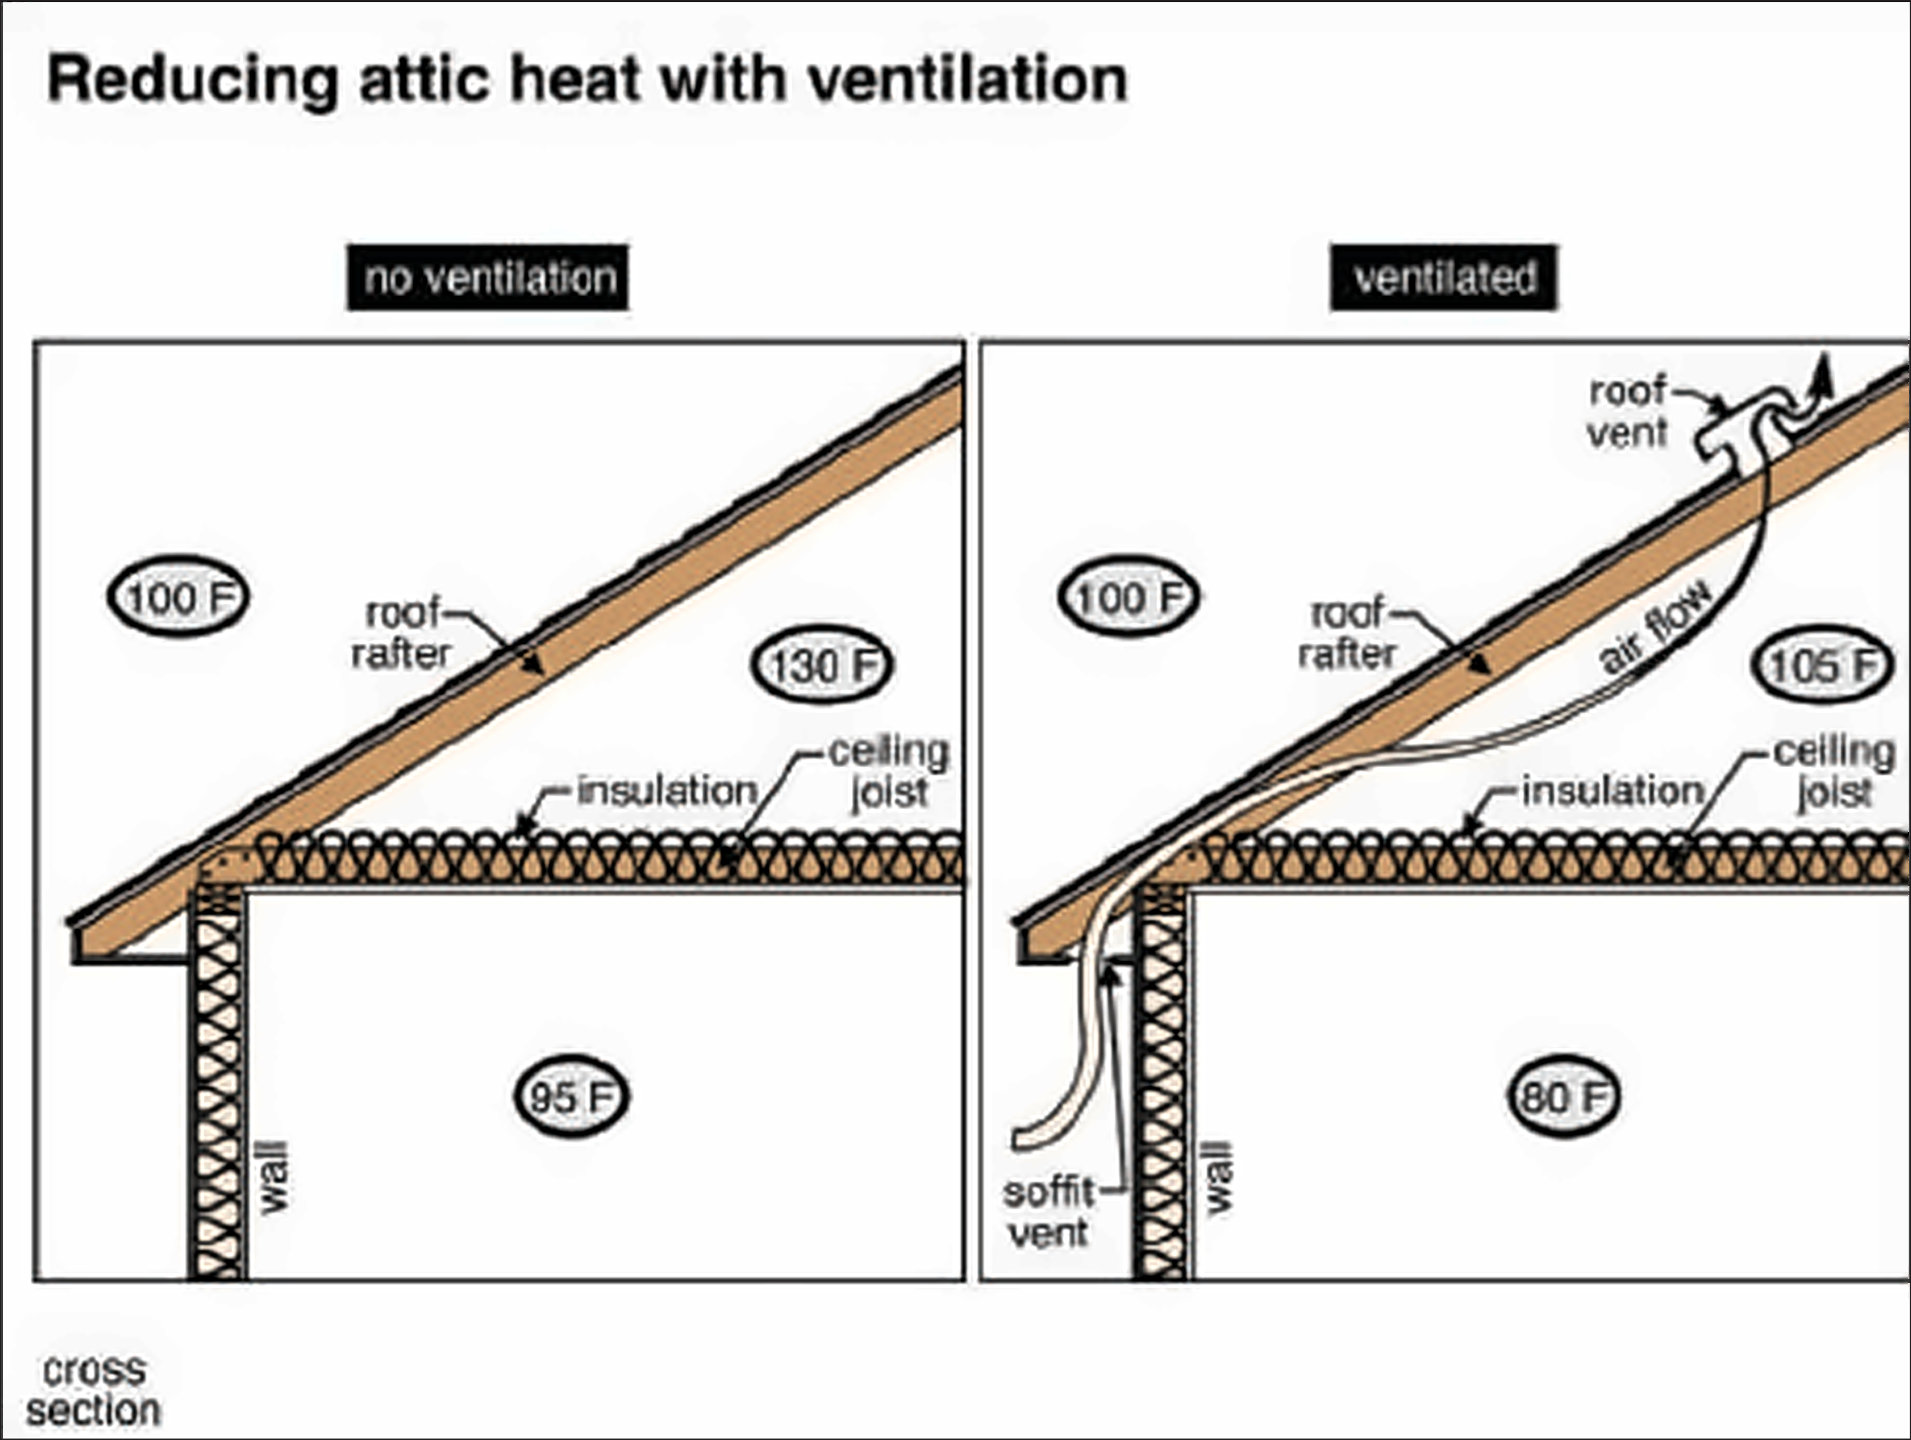 Reducing attic heat with ventilation
no ventilation
100 F
roof
rafter
130 F
ceiling
joist
insulation
95 F
wall
ventilated
roof
vent
100 F
roof
rafter
air flow
105 F
ceiling
joist
insulation
80 F
wall
soffit
vent
cross
section